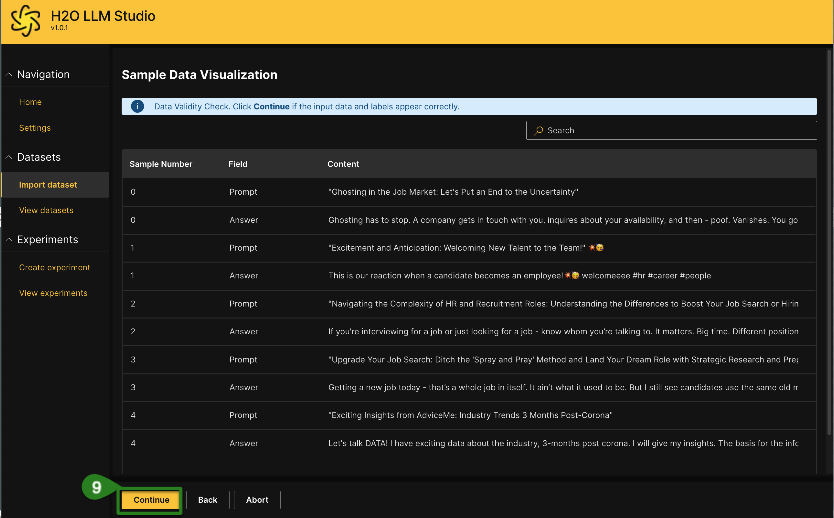 H2O LLM Studio
v1.0.1
Navigation
Home
Settings
Datasets
Import dataset
View datasets
Experiments
Create experiment
View experiments
Sample Data Visualization
Data Validity Check. Click Continue if the input data and labels appear correctly.
Search
Sample Number Field Content
0 Prompt "Ghosting in the Job Market: Let's Put an End to the Uncertainty"
0 Answer Ghosting has to stop. A company gets in touch with you, inquires about your availability, and then - poof. Vanishes. You go
1 Prompt "Excitement and Anticipation: Welcoming New Talent to the Team!" 💥😉
1 Answer This is our reaction when a candidate becomes an employee!💥😉 welcomeeee #hr #career #people
2 Prompt "Navigating the Complexity of HR and Recruitment Roles: Understanding the Differences to Boost Your Job Search or Hirin
2 Answer If you're interviewing for a job or just looking for a job - know whom you're talking to. It matters. Big time. Different position
3 Prompt "Upgrade Your Job Search: Ditch the 'Spray and Pray' Method and Land Your Dream Role with Strategic Research and Pre
3 Answer Getting a new job today - that's a whole job in itself. It ain't what it used to be. But I still see candidates use the same old
4 Prompt "Exciting Insights from AdviceMe: Industry Trends 3 Months Post-Corona"
4 Answer Let's talk DATA! I have exciting data about the industry, 3-months post corona. I will give my insights. The basis for the info
9
Continue Back Abort